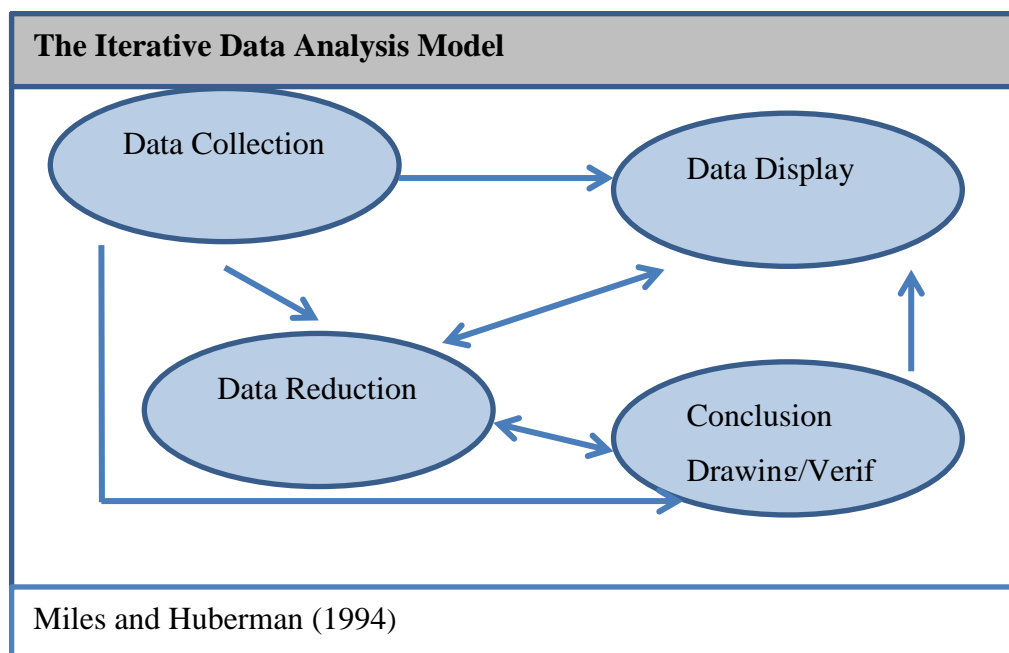 The Iterative Data Analysis Model
Data Collection
Data Display
Data Reduction
Conclusion
Drawing/Verif
Miles and Huberman (1994)